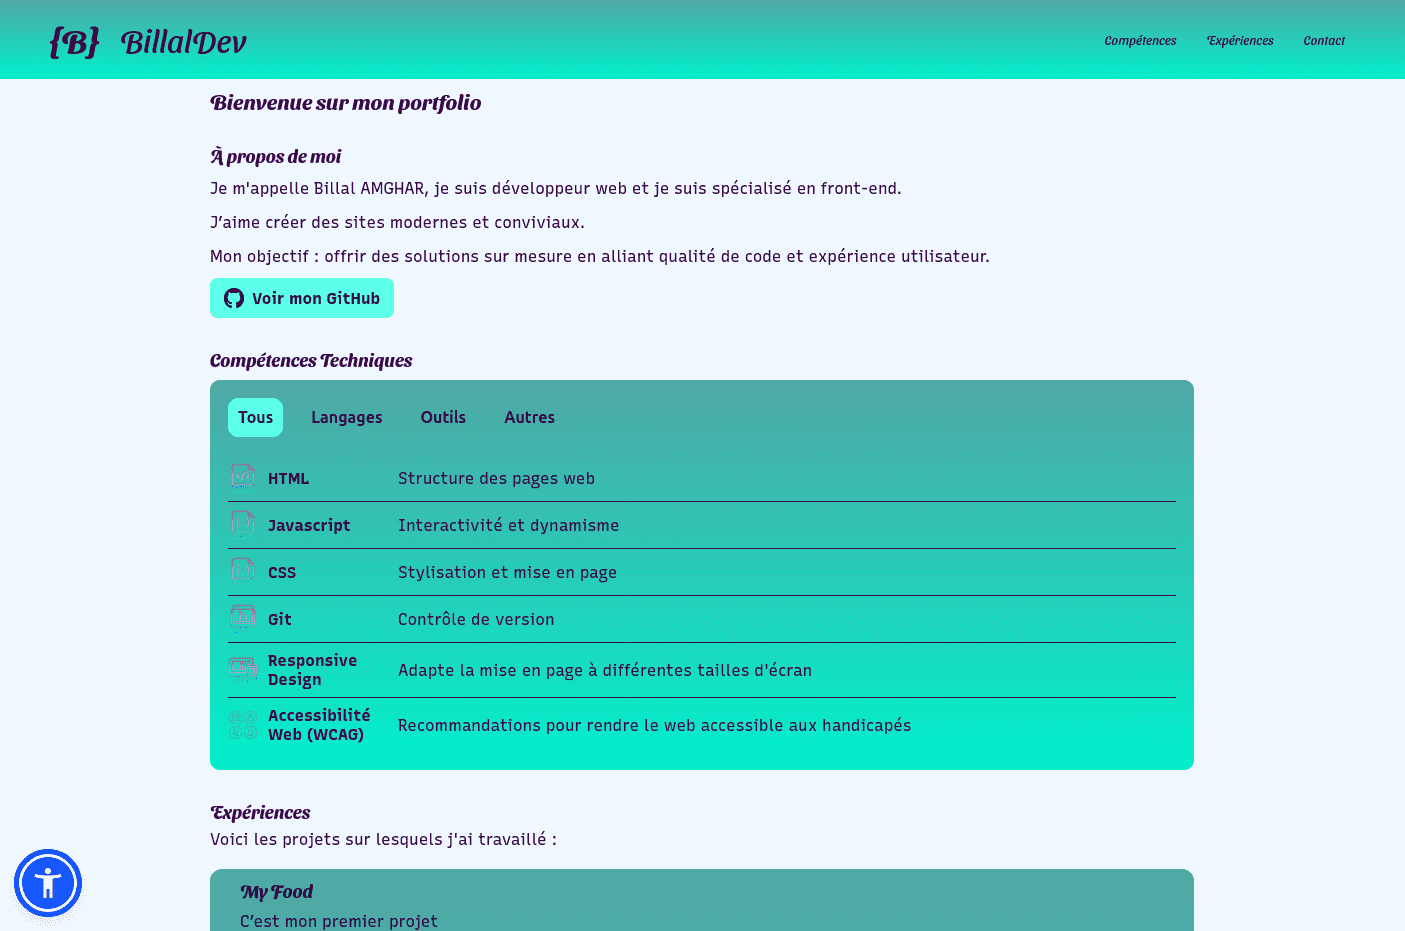 {B} BillalDev
Compétences Expériences Contact
Bienvenue sur mon portfolio
À propos de moi
Je m'appelle Billal AMGHAR, je suis développeur web et je suis spécialisé en front-end.
J’aime créer des sites modernes et conviviaux.
Mon objectif : offrir des solutions sur mesure en alliant qualité de code et expérience utilisateur.
Voir mon GitHub
Compétences Techniques
Tous Langages Outils Autres
HTML Structure des pages web
Javascript Interactivité et dynamisme
CSS Stylisation et mise en page
Git Contrôle de version
Responsive
Design
Adapte la mise en page à différentes tailles d'écran
Accessibilité
Web (WCAG)
Recommandations pour rendre le web accessible aux handicapés
Expériences
Voici les projets sur lesquels j'ai travaillé :
My Food
C’est mon premier projet